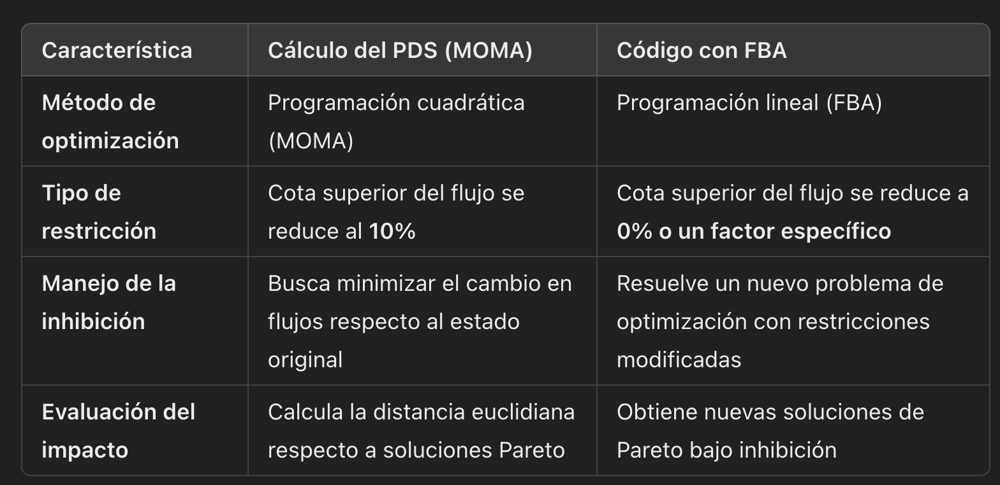 Característica
Cálculo del PDS (MOMA)
Código con FBA
Método de
optimización
Programación cuadrática
(MOMA)
Programación lineal (FBA)
Tipo de
restricción
Cota superior del flujo se
reduce al 10%
Cota superior del flujo se reduce a
0% o un factor específico
Manejo de la
inhibición
Busca minimizar el cambio en
flujos respecto al estado
original
Resuelve un nuevo problema de
optimización con restricciones
modificadas
Evaluación del
impacto
Calcula la distancia euclidiana
respecto a soluciones Pareto
Obtiene nuevas soluciones de
Pareto bajo inhibición